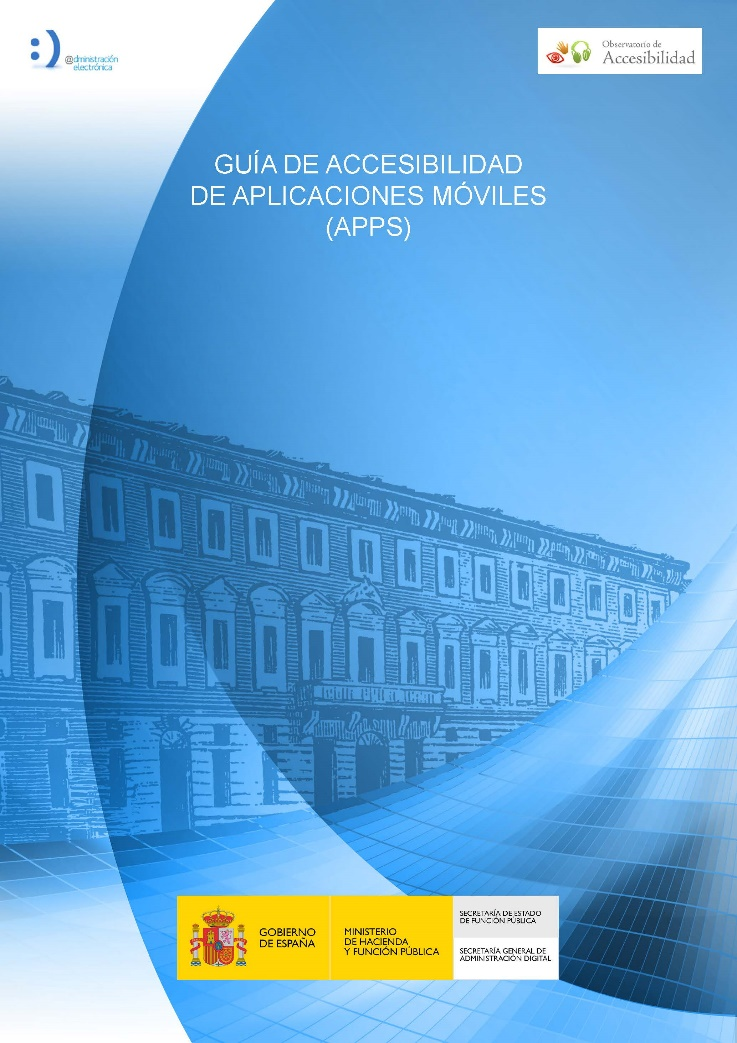 :)
@dministración
electrónica
Observatorio de
Accesibilidad
GUÍA DE ACCESIBILIDAD
DE APLICACIONES MÓVILES
(APPS)
GOBIERNO
DE ESPAÑA
MINISTERIO
DE HACIENDA
Y FUNCIÓN PÚBLICA
SECRETARÍA DE ESTADO
DE FUNCIÓN PÚBLICA
SECRETARÍA GENERAL DE
ADMINISTRACIÓN DIGITAL